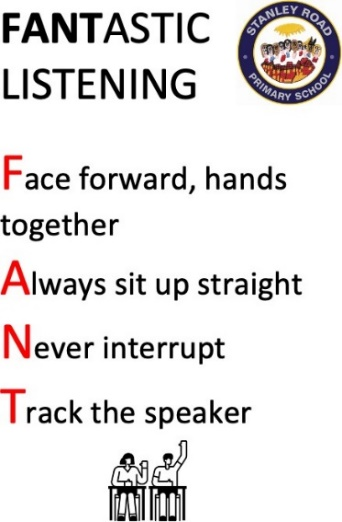 FANTASTIC
LISTENING
STANLEY ROAD
PRIMARY SCHOOL
Face forward, hands
together
Always sit up straight
Never interrupt
Track the speaker